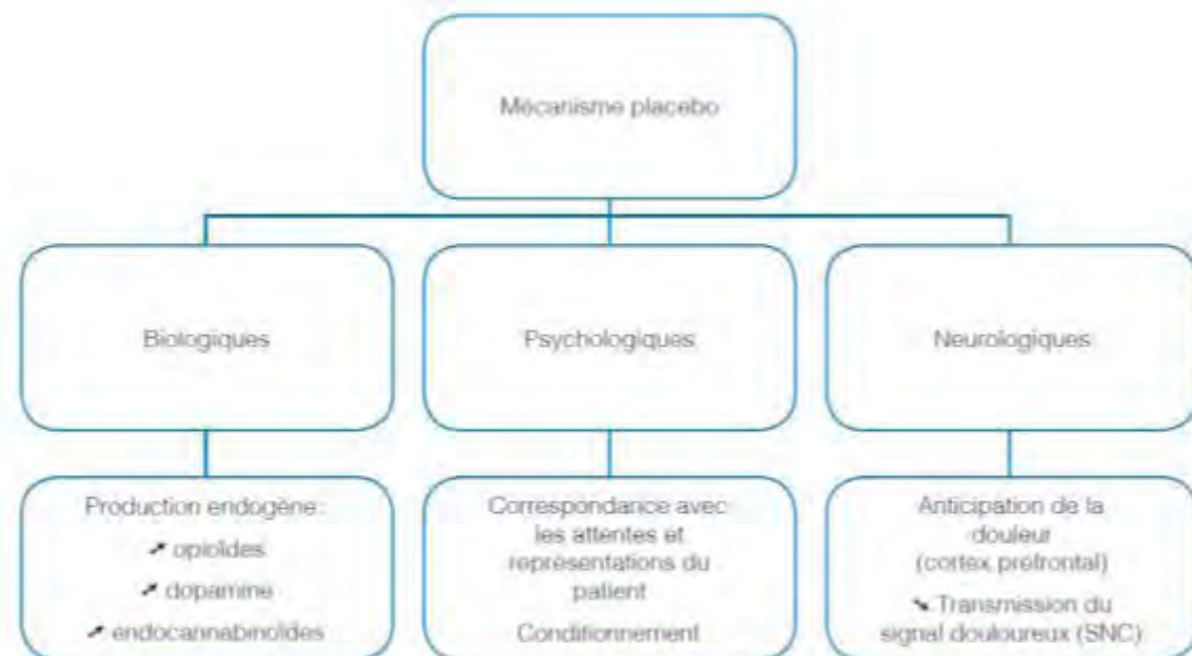 Mécanisme placebo
Biologiques
Psychologiques
Neurologiques
Production endogène:
↗ opioïdes
↗ dopamine
↗ endocannabinoïdes
Correspondance avec
les attentes et
représentations du
patient
Conditionnement
Anticipation de la
douleur
(cortex préfrontal)
↘ Transmission du
signal douloureux (SNC)